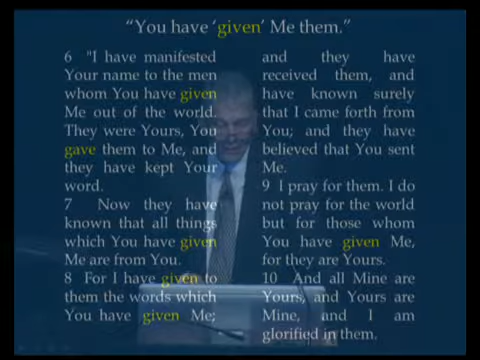 “You have ‘given’ Me them.”
6 "I have manifested
Your name to the men
whom You have given
Me out of the world.
They were Yours, You
gave them to Me, and
they have kept Your
word.
7 Now they have
known that all things
which You have given
Me are from You.
8 For I have given to
them the words which
You have given Me;
and they have
received them, and
have known surely
that I came forth from
You; and they have
believed that You sent
Me.
9 I pray for them. I do
not pray for the world
but for those whom
You have given Me,
for they are Yours.
10 And all Mine are
Yours, and Yours are
Mine, and I am
glorified in them.